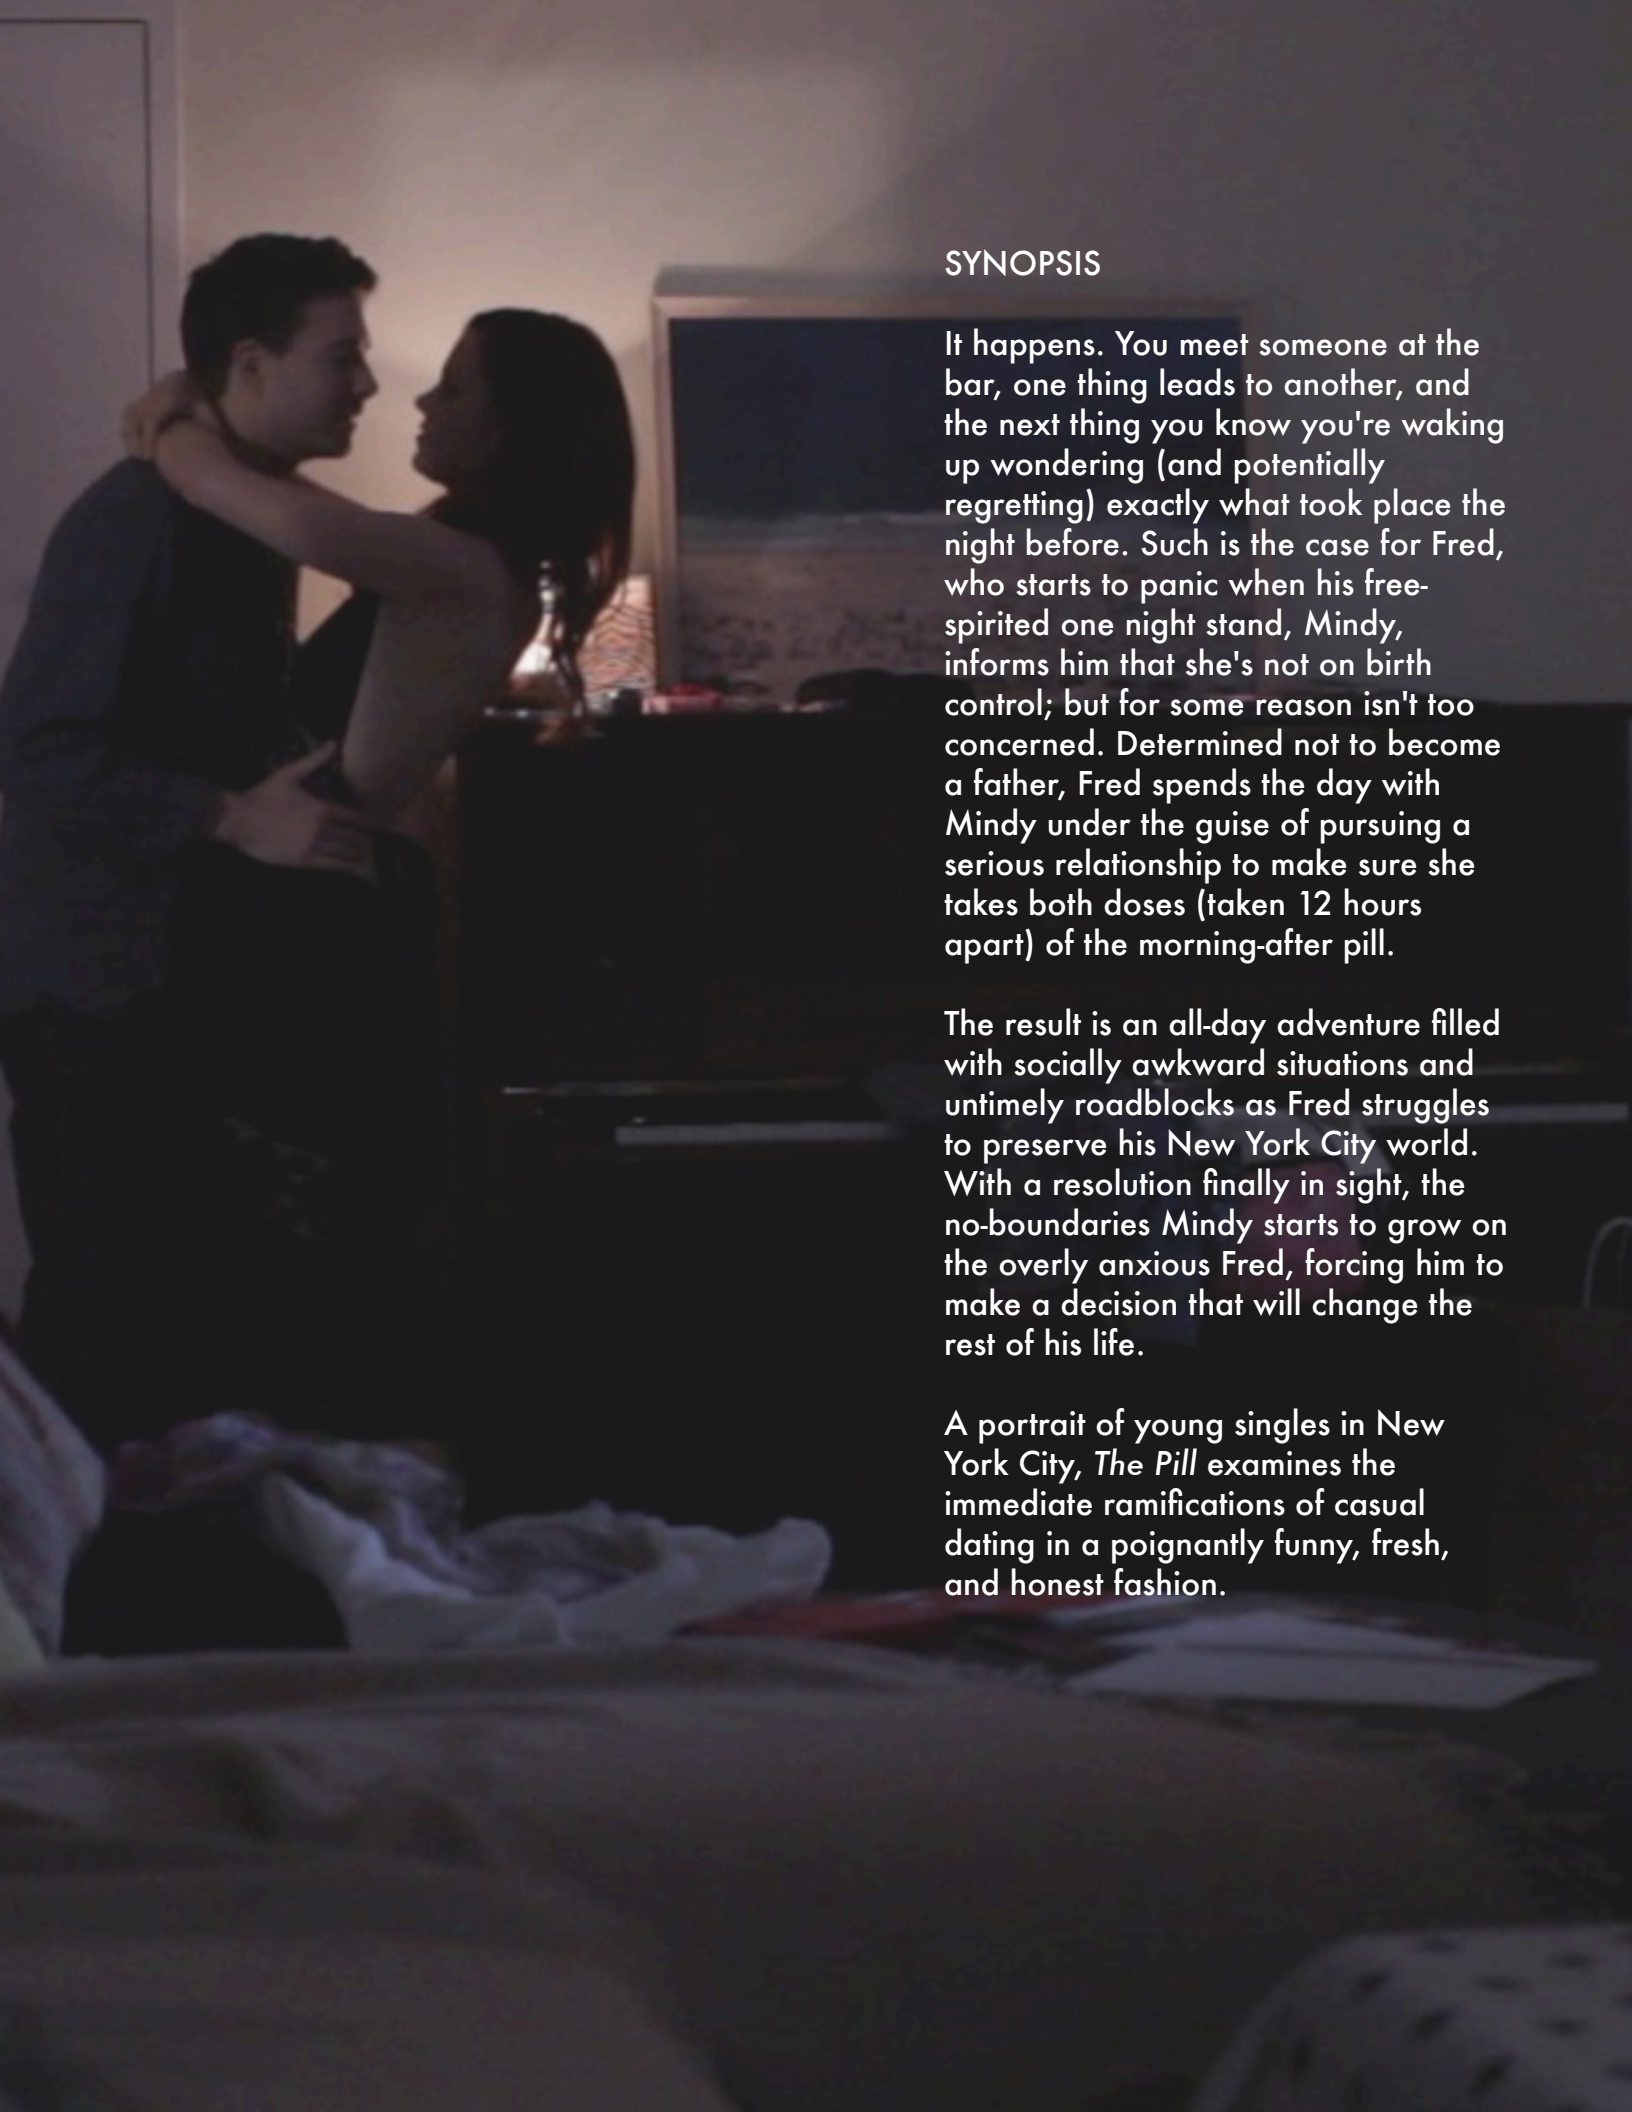 SYNOPSIS
It happens. You meet someone at the
bar, one thing leads to another, and
the next thing you know you're waking
up wondering (and potentially
regretting) exactly what took place the
night before. Such is the case for Fred,
who starts to panic when his free-
spirited one night stand, Mindy,
informs him that she's not on birth
control; but for some reason isn't too
concerned. Determined not to become
a father, Fred spends the day with
Mindy under the guise of pursuing a
serious relationship to make sure she
takes both doses (taken 12 hours
apart) of the morning-after pill.
The result is an all-day adventure filled
with socially awkward situations and
untimely roadblocks as Fred struggles
to preserve his New York City world.
With a resolution finally in sight, the
no-boundaries Mindy starts to grow on
the overly anxious Fred, forcing him to
make a decision that will change the
rest of his life.
A portrait of young singles in New
York City, The Pill examines the
immediate ramifications of casual
dating in a poignantly funny, fresh,
and honest fashion.